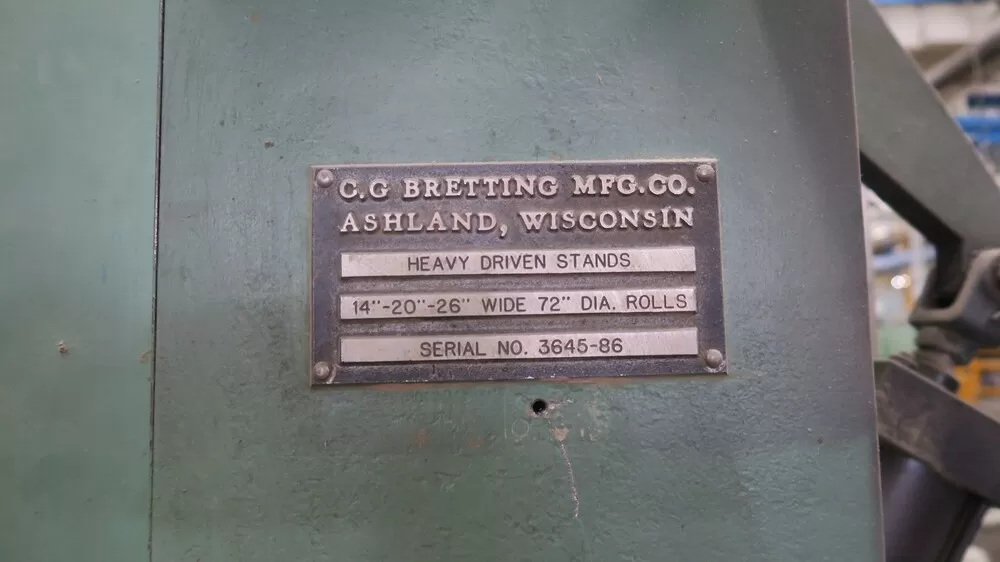 C.G BRETTING MFG.CO.
ASHLAND, WISCONSIN
HEAVY DRIVEN STANDS
14"-20"-26" WIDE 72" DIA. ROLLS
SERIAL NO. 3645-86